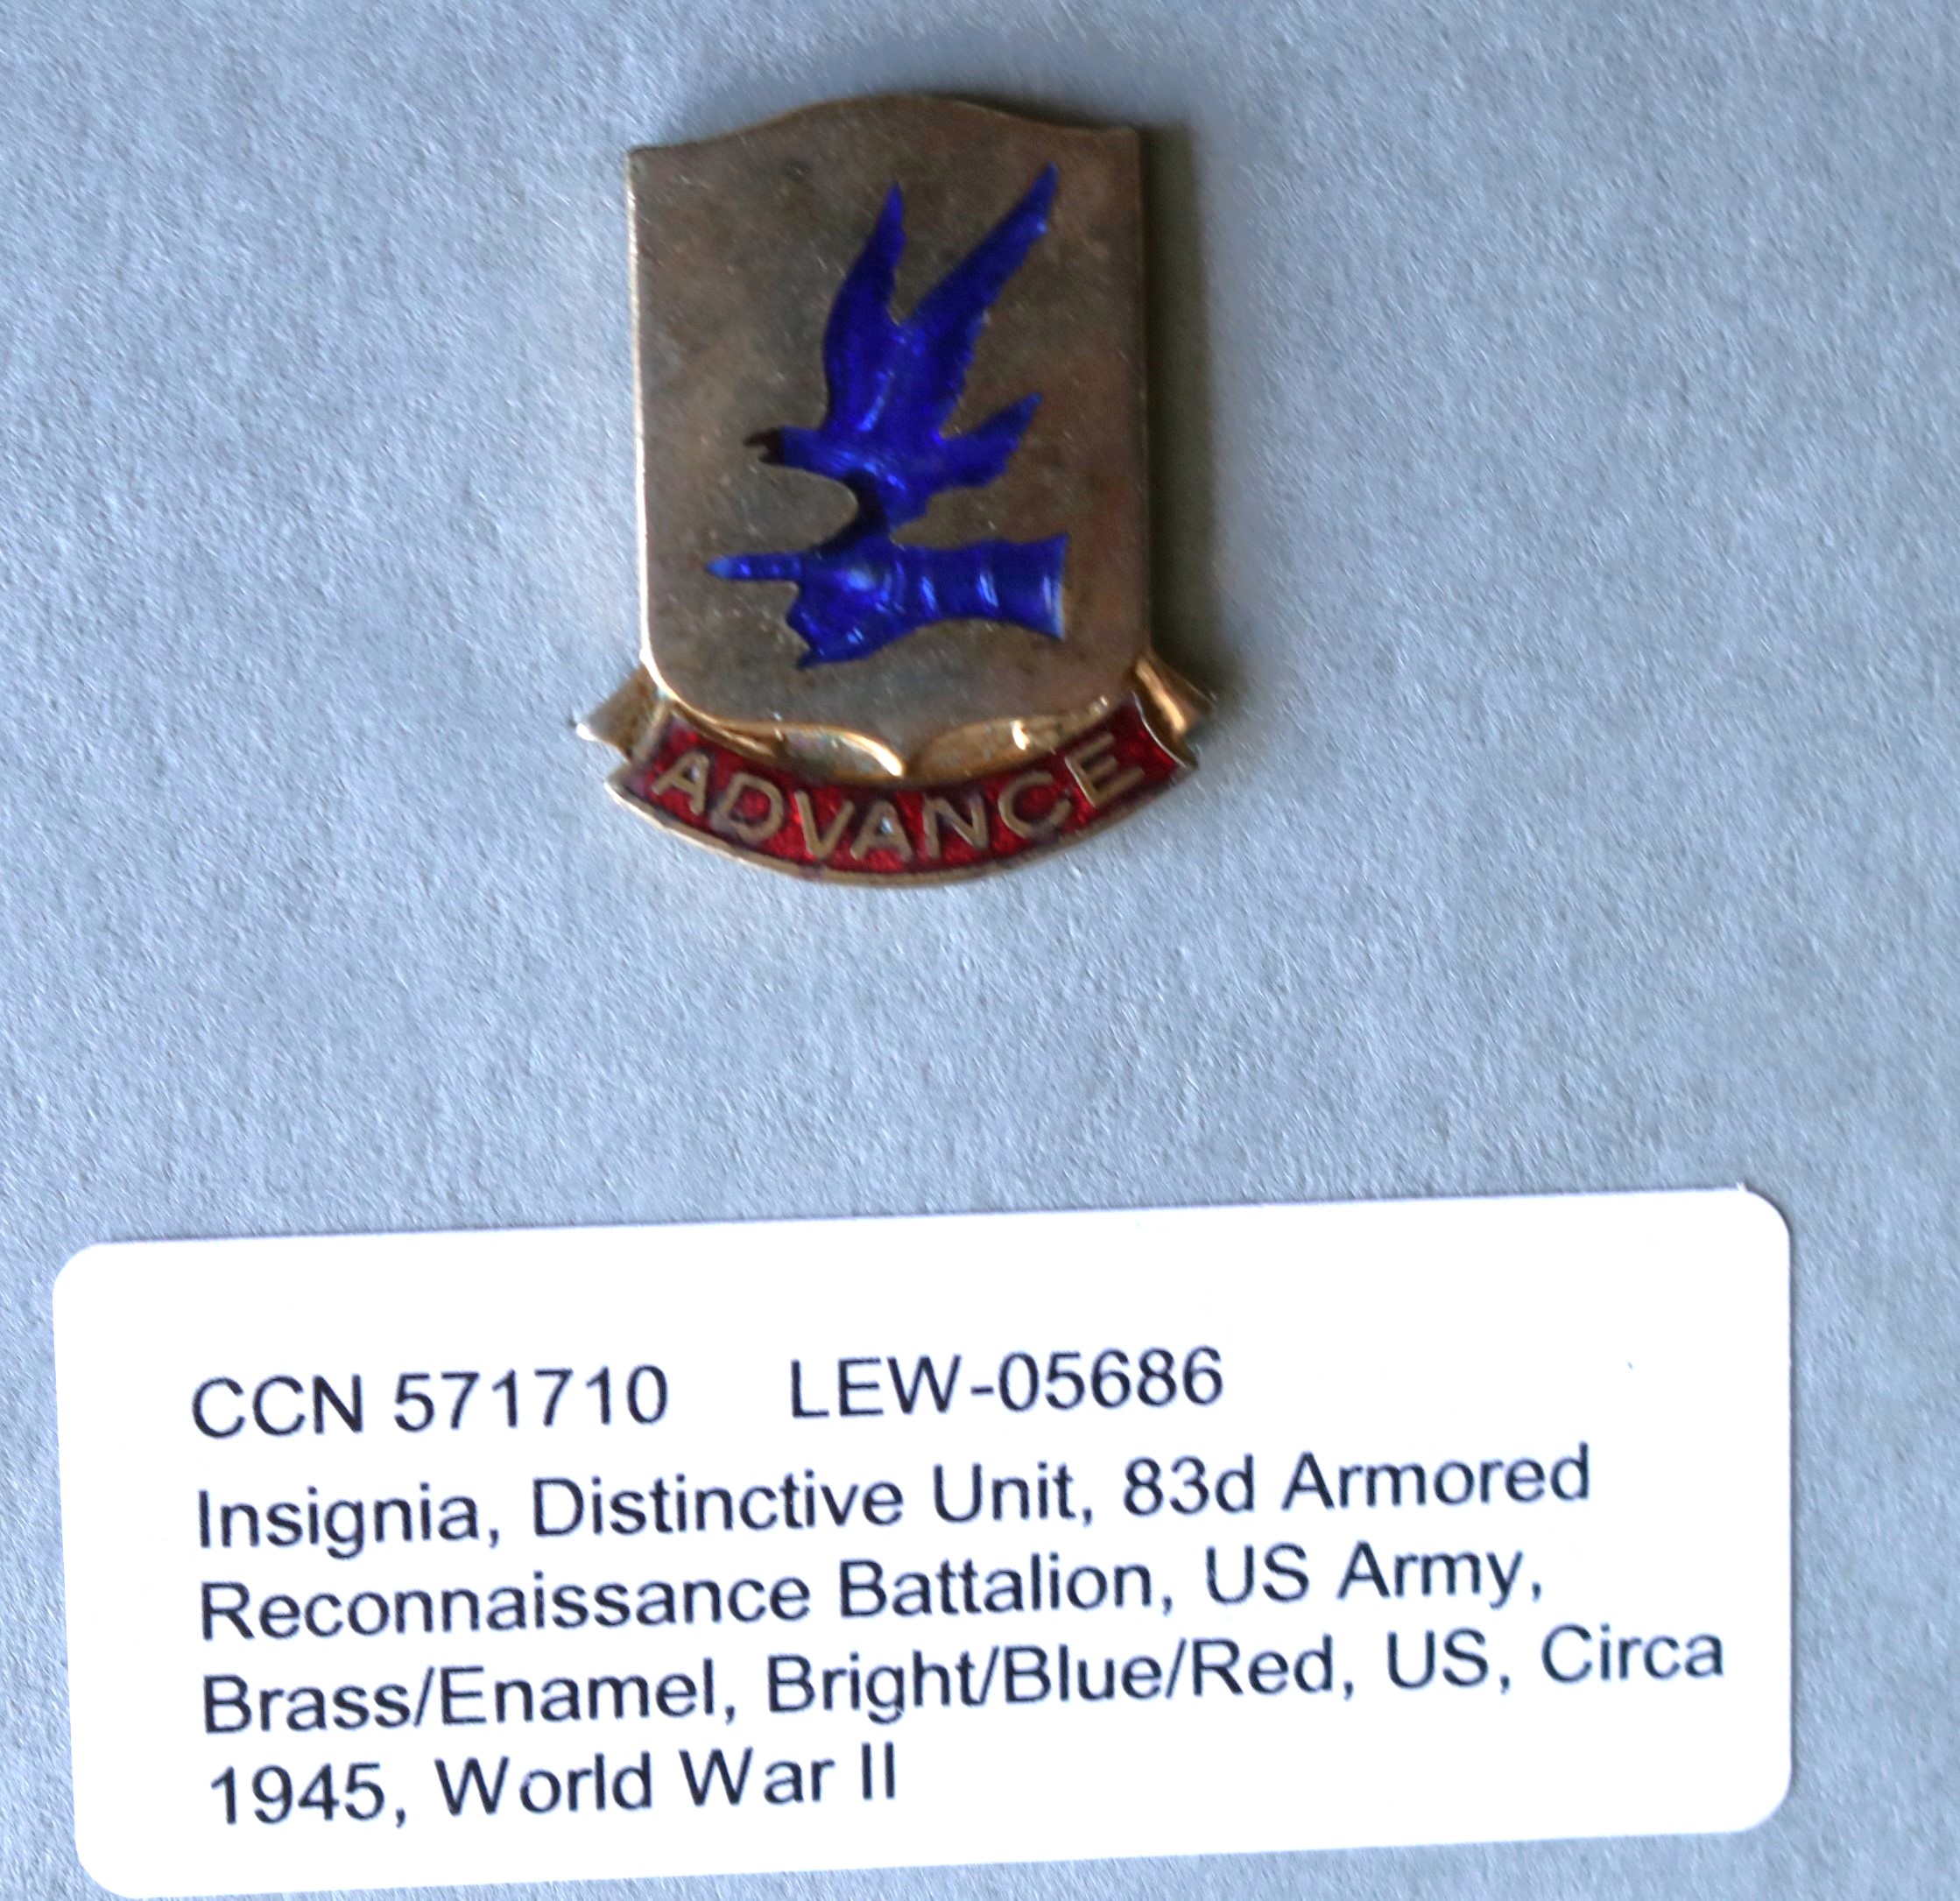 ADVANCE
CCN 571710 LEW-05686
Insignia, Distinctive Unit, 83d Armored
Reconnaissance Battalion, US Army,
Brass/Enamel, Bright/Blue/Red, US, Circa
1945, World War II